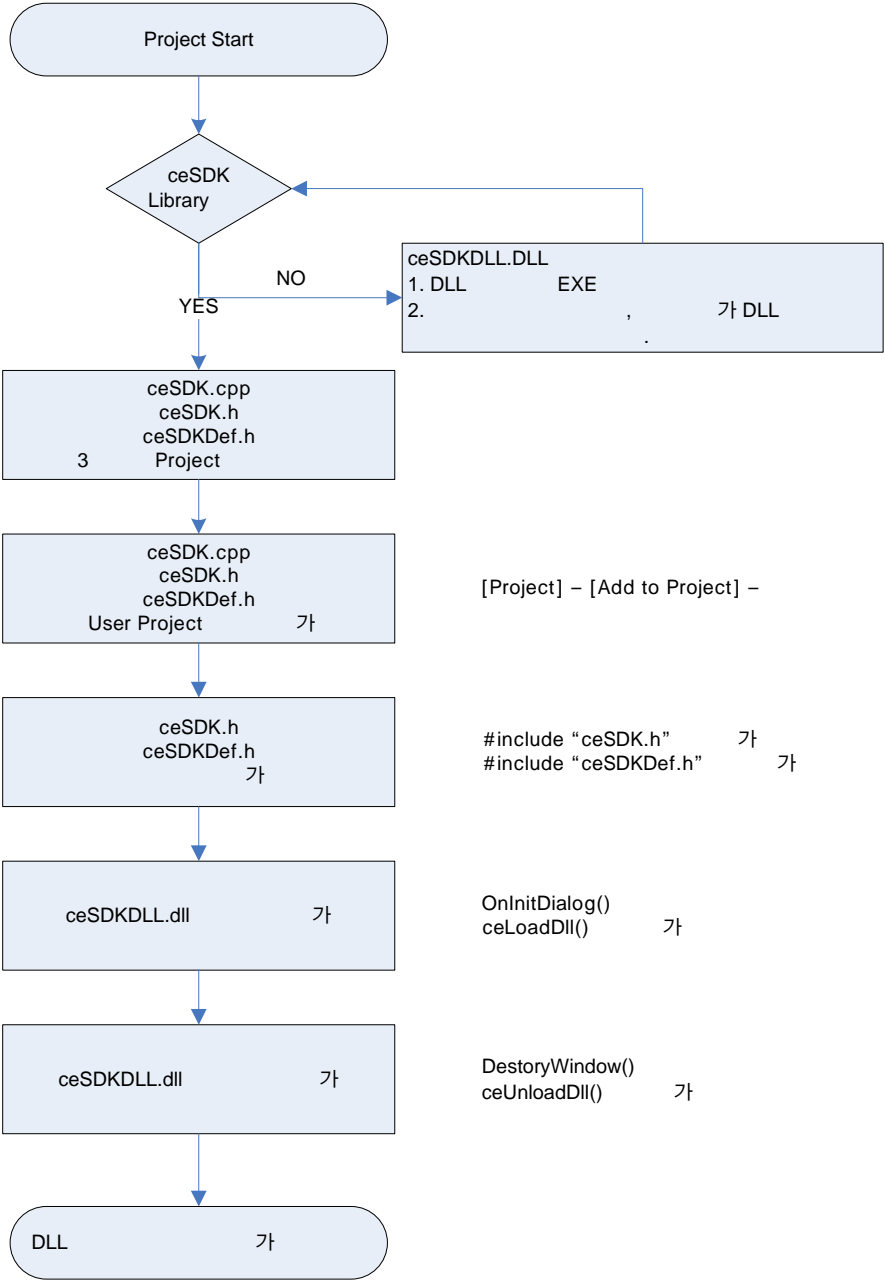 Project Start
ceSDK
Library
NO
YES
ceSDKDLL.DLL
1. DLL EXE
2. , 가 DLL
.
ceSDK.cpp
ceSDK.h
ceSDKDef.h
3 Project
ceSDK.cpp
ceSDK.h
ceSDKDef.h
User Project 가
[Project] – [Add to Project] –
ceSDK.h
ceSDKDef.h
가
#include “ceSDK.h” 가
#include “ceSDKDef.h” 가
ceSDKDLL.dll 가
OnInitDialog()
ceLoadDll() 가
ceSDKDLL.dll 가
DestoryWindow()
ceUnloadDll() 가
DLL 가